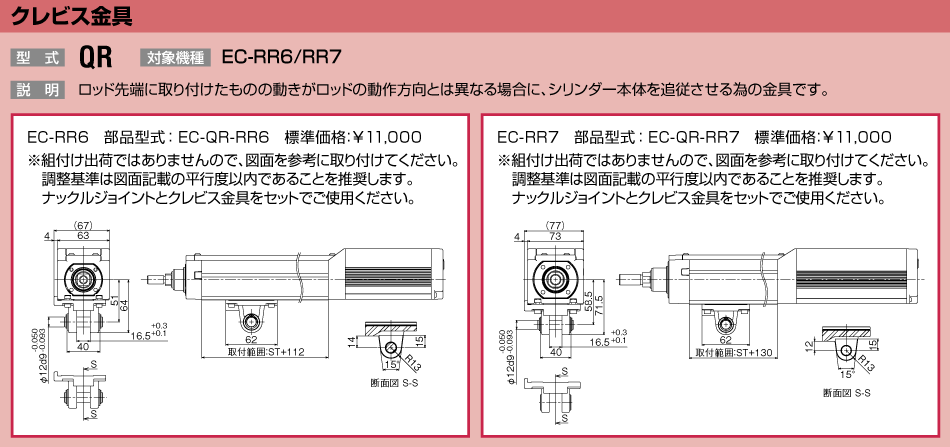 クレビス金具
型式 QR 対象機種 EC-RR6/RR7
説明 ロッド先端に取り付けたものの動きがロッドの動作方向とは異なる場合に、シリンダー本体を追従させる為の金具です。
EC-RR6 部品型式：EC-QR-RR6 標準価格：￥11,000
※組付け出荷ではありませんので、図面を参考に取り付けてください。
調整基準は図面記載の平行度以内であることを推奨します。
ナックルジョイントとクレビス金具をセットでご使用ください。
(67)
4 63
51
64
φ12d9 -0.050 -0.093
16.5 +0.3 +0.1
40
62
取付範囲:ST+112
14
15
15°
R13
断面図 S-S
S
S
EC-RR7 部品型式：EC-QR-RR7 標準価格：￥11,000
※組付け出荷ではありませんので、図面を参考に取り付けてください。
調整基準は図面記載の平行度以内であることを推奨します。
ナックルジョイントとクレビス金具をセットでご使用ください。
(77)
4 73
58.5
71.5
φ12d9 -0.050 -0.093
16.5 +0.3 +0.1
40
62
取付範囲:ST+130
12
15
15°
R13
断面図 S-S
S
S